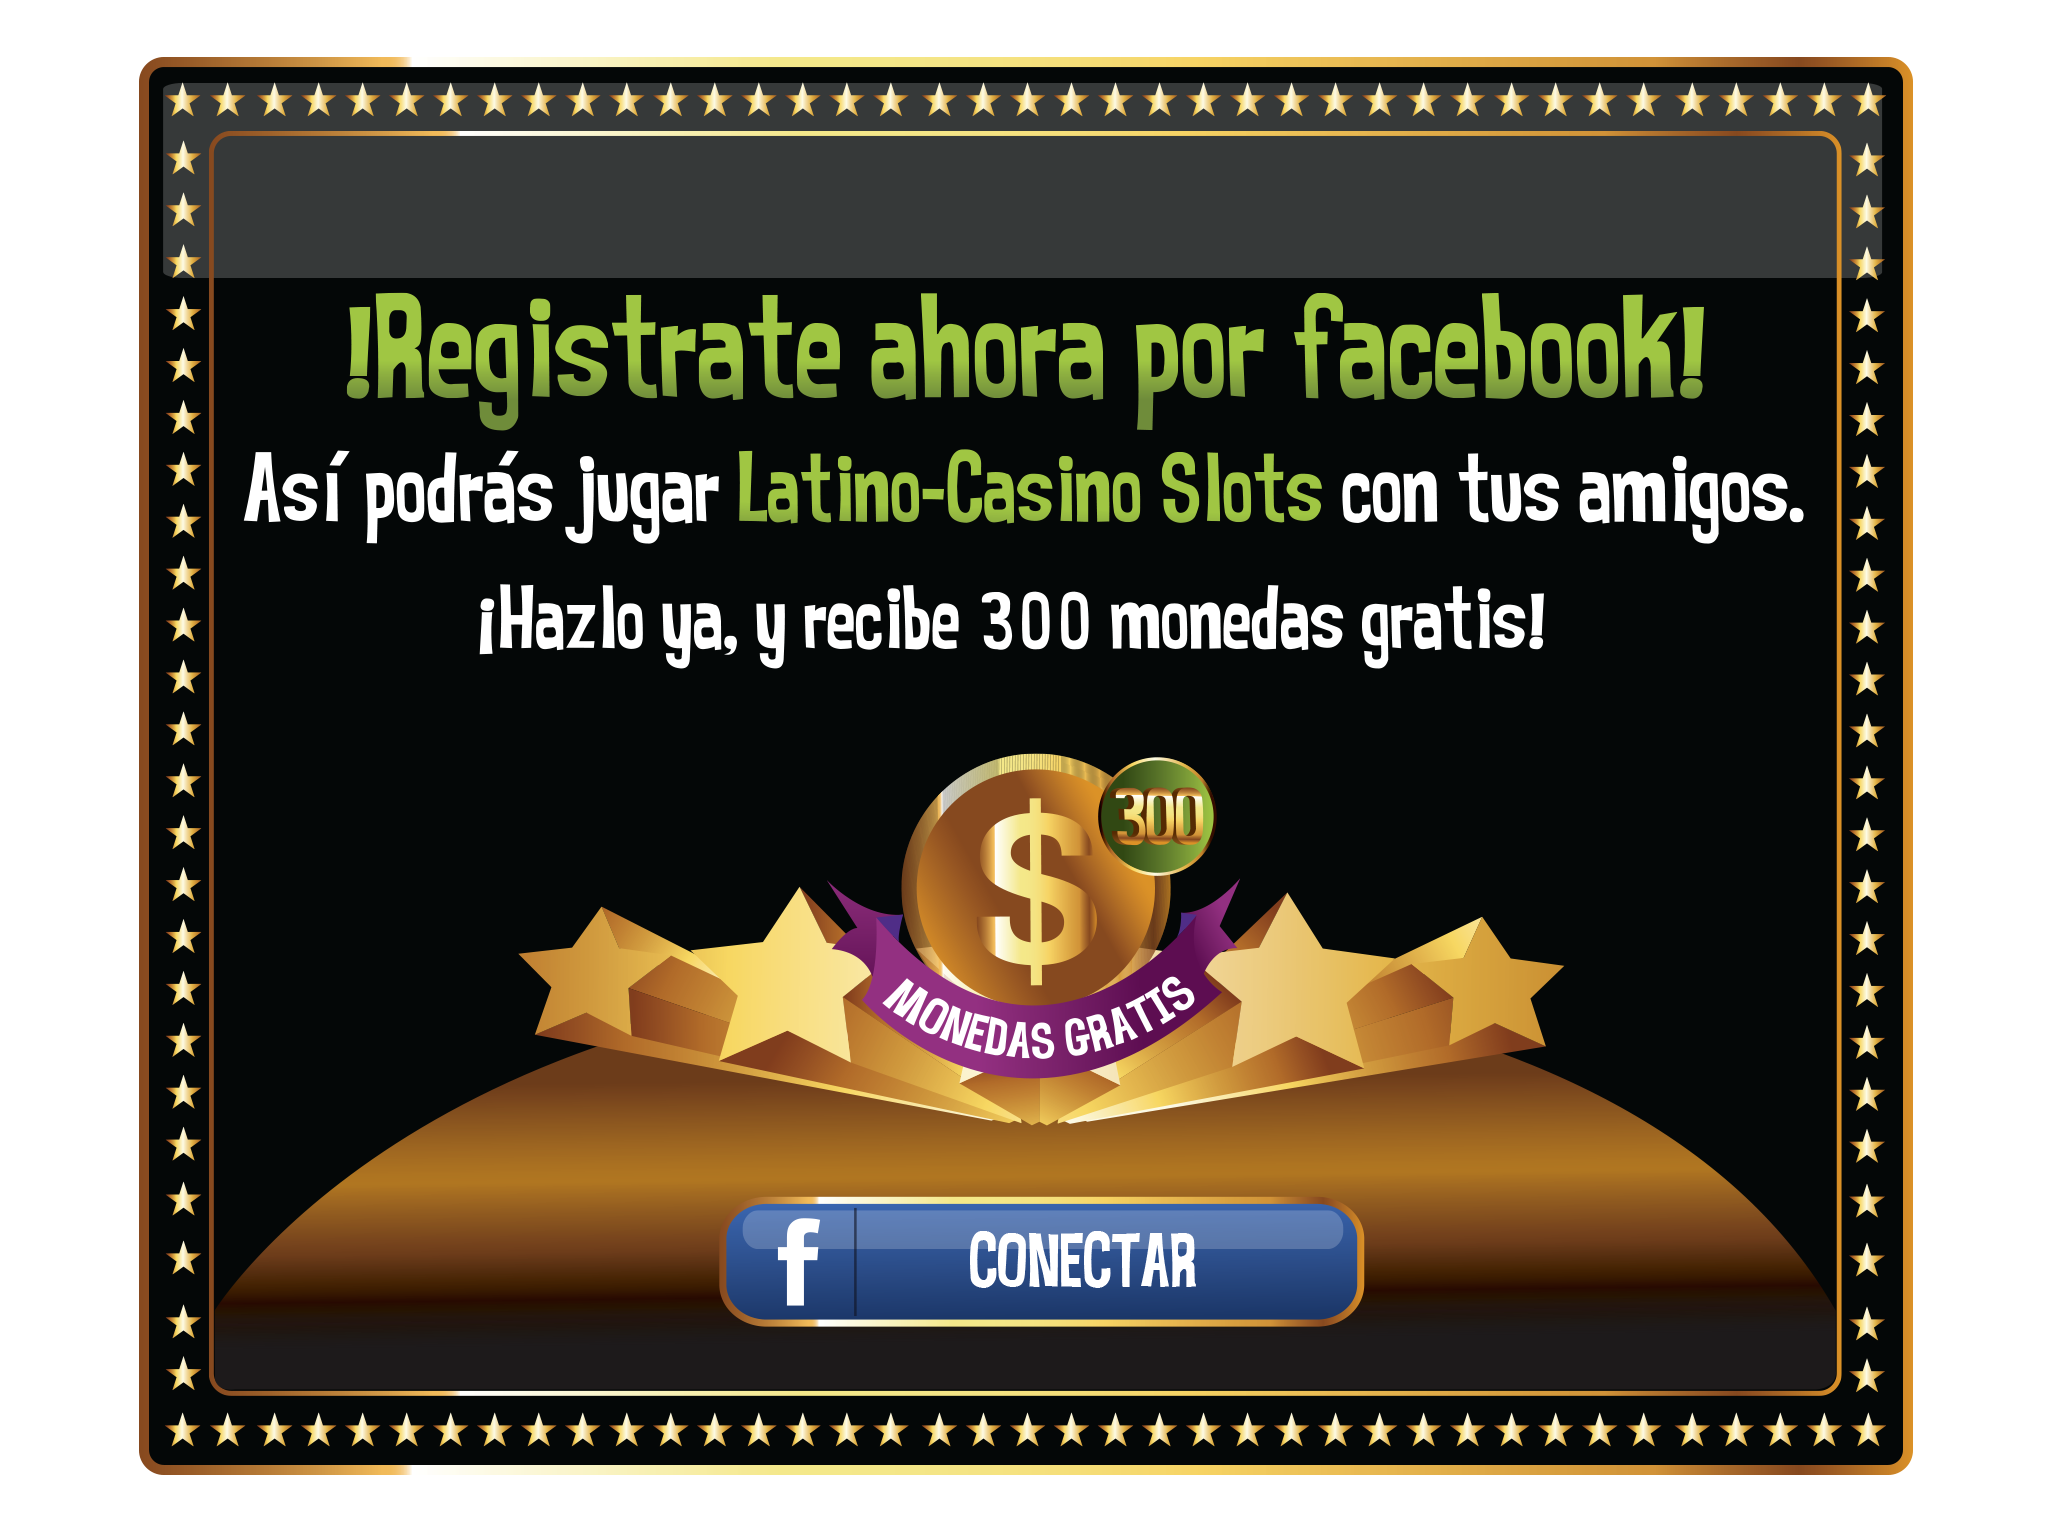 !Registrate ahora por facebook!
Así podrás jugar Latino-Casino Slots con tus amigos.
¡Hazlo ya, y recibe 300 monedas gratis!
300
$
MONEDAS GRATIS
f CONECTAR